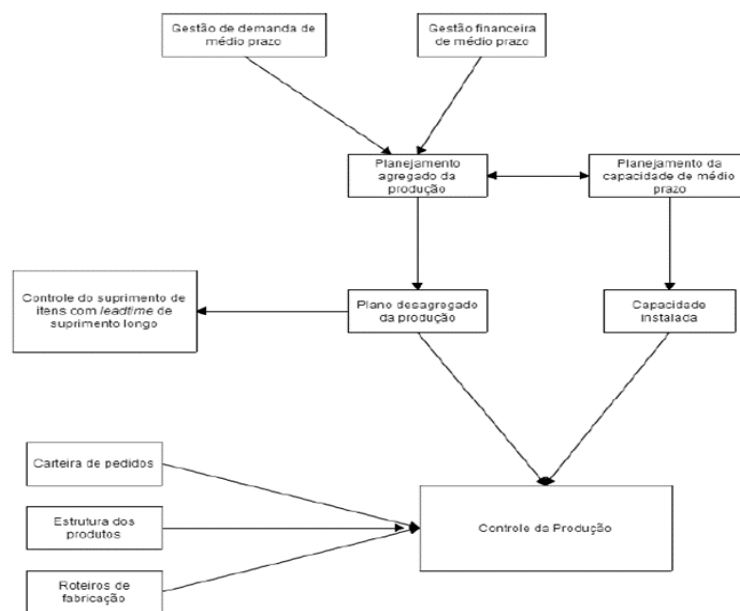 Gestão de demanda de
médio prazo
Gestão financeira
de médio prazo
Planejamento
agregado da
produção
Planejamento da
capacidade de médio
prazo
Controle do suprimento de
itens com leadtime de
suprimento longo
Plano desagregado
da produção
Capacidade
instalada
Carteira de pedidos
Estrutura dos
produtos
Roteiros de
fabricação
Controle da Produção